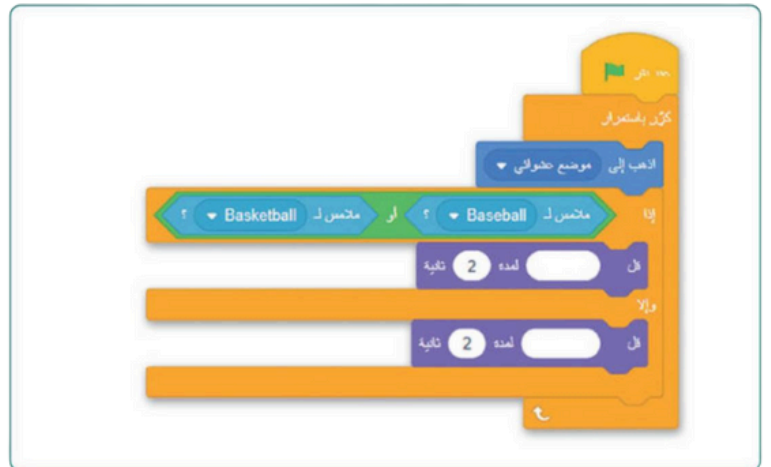 كرّر باستمرار
اذهب إلى موضع عشوائي
إذا ملامس لـ Baseball ؟ أو ملامس لـ Basketball ؟
قل لمدة 2 ثانية
وإلا
قل لمدة 2 ثانية